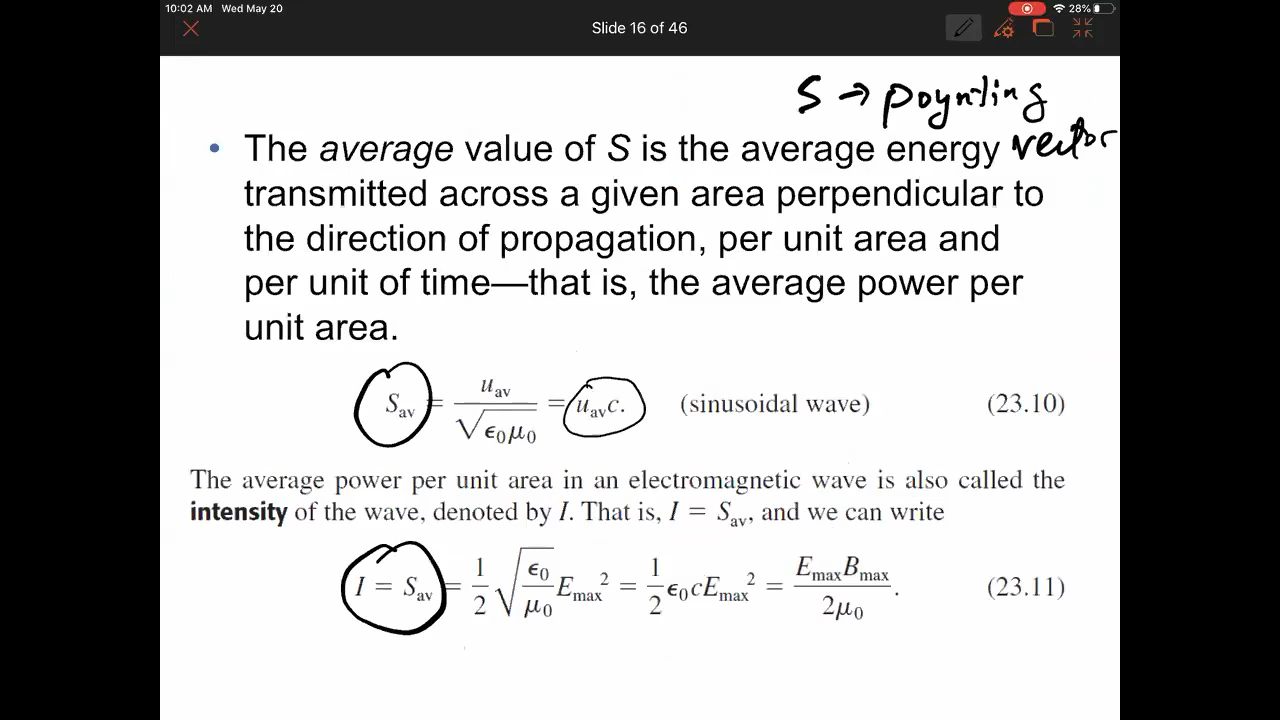 10:02 AM Wed May 20
28%
Slide 16 of 46
S → poynting
vector
• The average value of S is the average energy
transmitted across a given area perpendicular to
the direction of propagation, per unit area and
per unit of time—that is, the average power per
unit area.
S_av = u_av / √(ϵ₀μ₀) = u_av c. (sinusoidal wave) (23.10)
The average power per unit area in an electromagnetic wave is also called the
intensity of the wave, denoted by I. That is, I = S_av, and we can write
I = S_av = 1/2 √(ϵ₀/μ₀) E_max² = 1/2 ϵ₀cE_max² = E_max B_max / 2μ₀. (23.11)